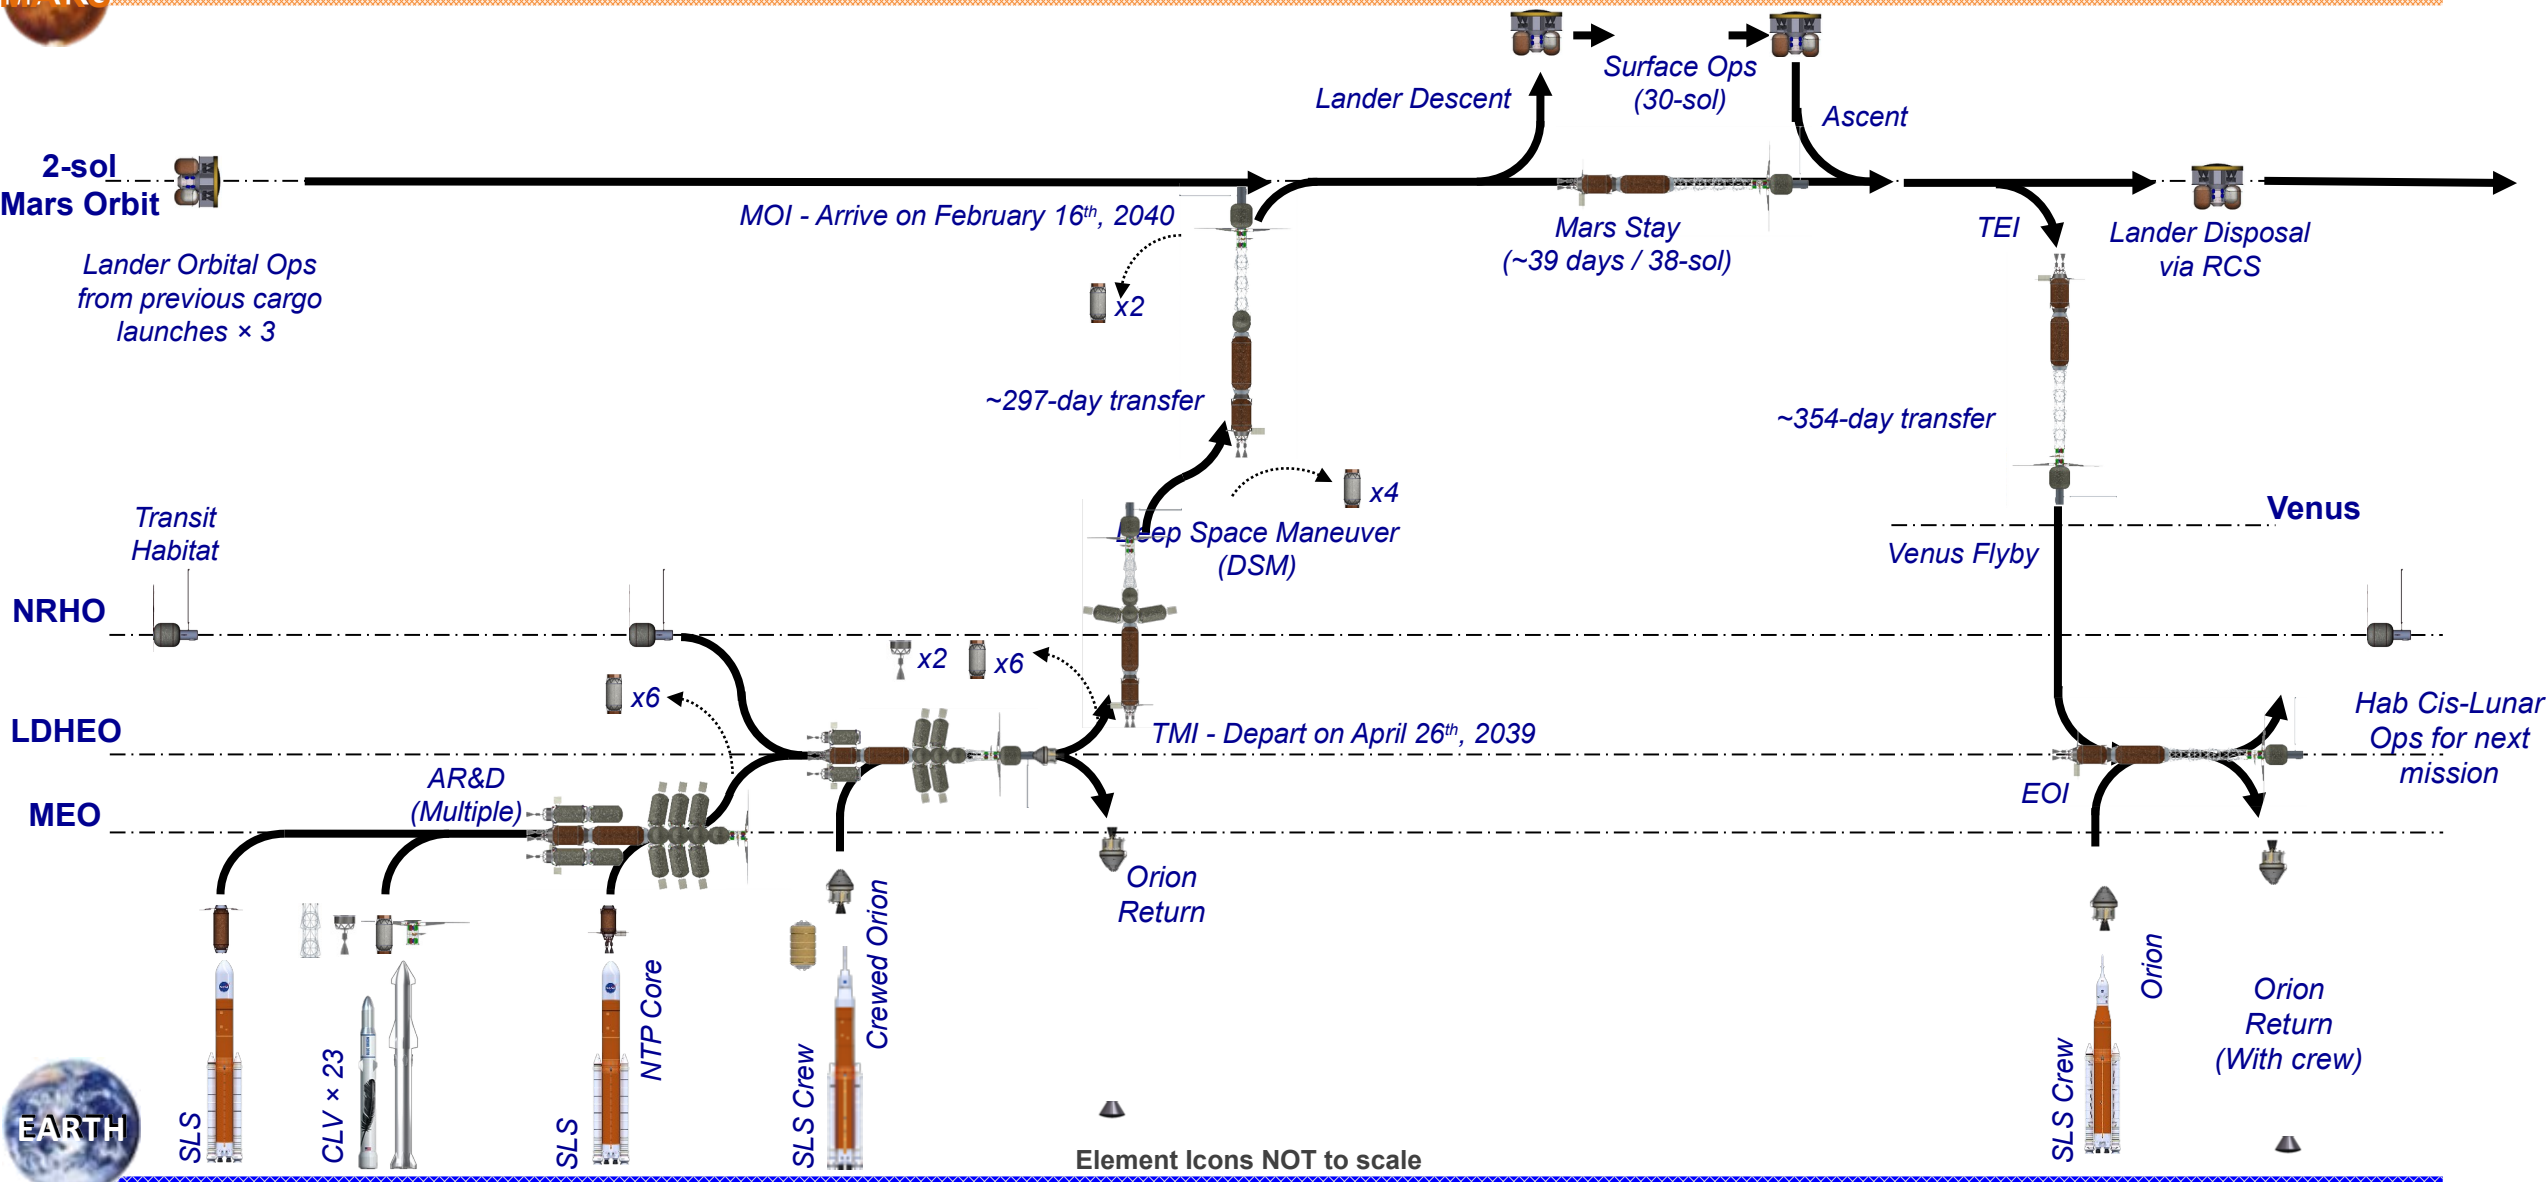 MARS
Surface Ops
(30-sol)
Lander Descent
Ascent
2-sol
Mars Orbit
MOI - Arrive on February 16th, 2040
Mars Stay
(~39 days / 38-sol)
TEI
Lander Disposal
via RCS
Lander Orbital Ops
from previous cargo
launches × 3
x2
~297-day transfer
~354-day transfer
x4
Transit
Habitat
Deep Space Maneuver
(DSM)
Venus
Venus Flyby
NRHO
x2
x6
x6
LDHEO
TMI - Depart on April 26th, 2039
Hab Cis-Lunar
Ops for next
mission
AR&D
(Multiple)
EOI
MEO
Orion
Return
Crewed Orion
NTP Core
Orion
Orion
Return
(With crew)
EARTH
SLS
CLV × 23
SLS
SLS Crew
SLS Crew
Element Icons NOT to scale